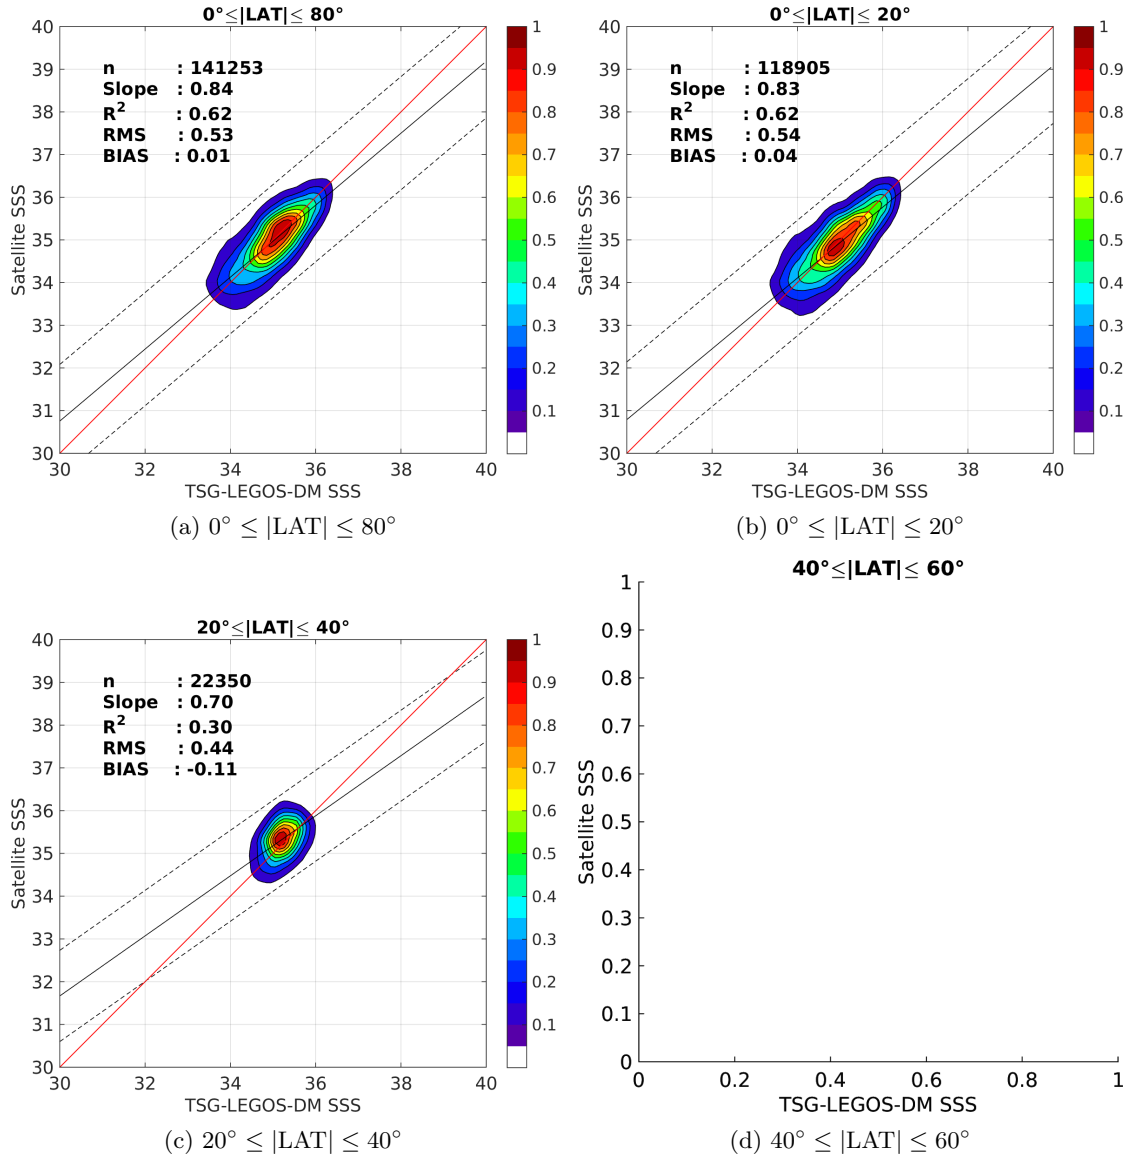 0°≤|LAT|≤ 80°
n : 141253
Slope : 0.84
R2 : 0.62
RMS : 0.53
BIAS : 0.01
40
39
38
37
36
35
34
33
32
31
30
Satellite SSS
30 32 34 36 38 40
TSG-LEGOS-DM SSS
1
0.9
0.8
0.7
0.6
0.5
0.4
0.3
0.2
0.1
(a) 0° ≤ |LAT| ≤ 80°
0°≤|LAT|≤ 20°
n : 118905
Slope : 0.83
R2 : 0.62
RMS : 0.54
BIAS : 0.04
40
39
38
37
36
35
34
33
32
31
30
Satellite SSS
30 32 34 36 38 40
TSG-LEGOS-DM SSS
1
0.9
0.8
0.7
0.6
0.5
0.4
0.3
0.2
0.1
(b) 0° ≤ |LAT| ≤ 20°
20°≤|LAT|≤ 40°
n : 22350
Slope : 0.70
R2 : 0.30
RMS : 0.44
BIAS : -0.11
40
39
38
37
36
35
34
33
32
31
30
Satellite SSS
30 32 34 36 38 40
TSG-LEGOS-DM SSS
1
0.9
0.8
0.7
0.6
0.5
0.4
0.3
0.2
0.1
(c) 20° ≤ |LAT| ≤ 40°
40°≤|LAT|≤ 60°
1
0.9
0.8
0.7
0.6
0.5
0.4
0.3
0.2
0.1
0
Satellite SSS
0 0.2 0.4 0.6 0.8 1
TSG-LEGOS-DM SSS
(d) 40° ≤ |LAT| ≤ 60°